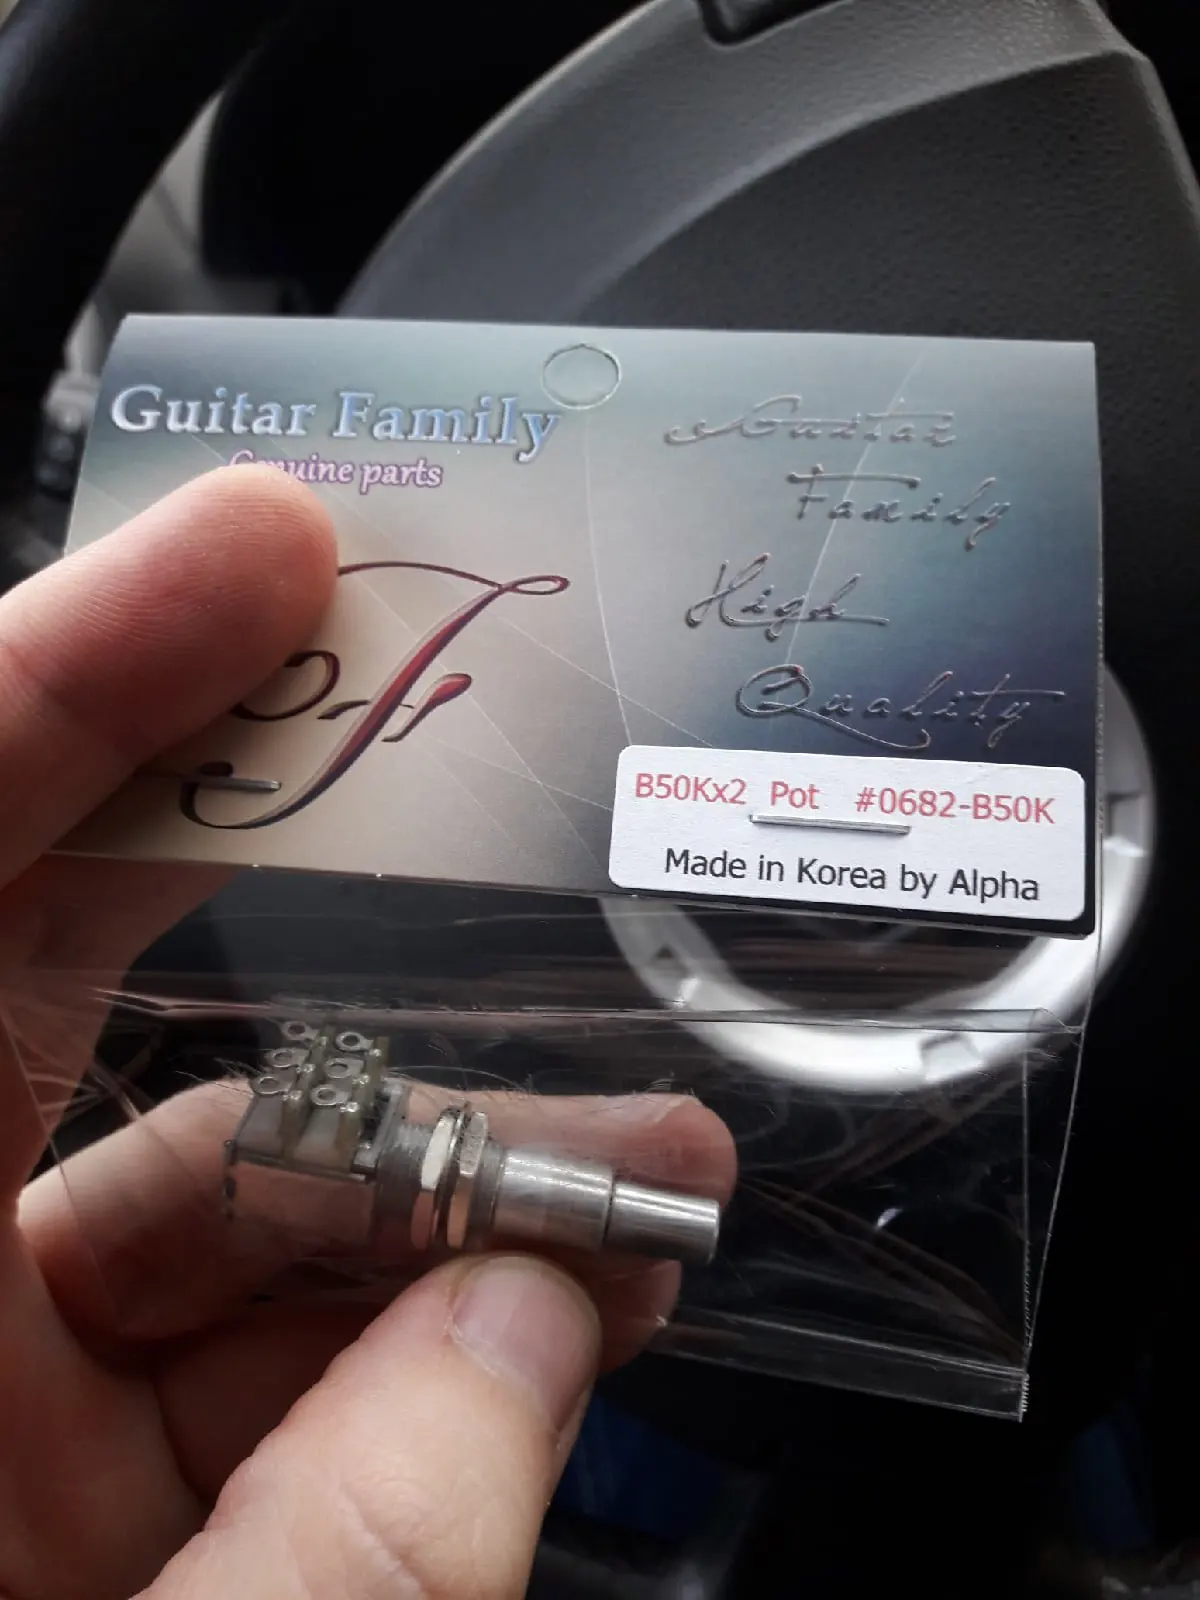 Guitar Family
Genuine parts
Guitar
Family
High
Quality
B50Kx2 Pot #0682-B50K
Made in Korea by Alpha